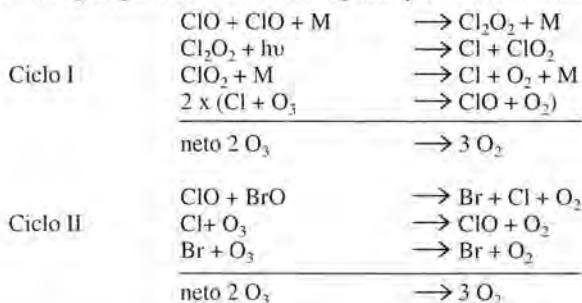 ClO + ClO + M ⟶ Cl₂O₂ + M
Cl₂O₂ + hυ ⟶ Cl + ClO₂
Ciclo I
ClO₂ + M ⟶ Cl + O₂ + M
2 x (Cl + O₃ ⟶ ClO + O₂)
neto 2 O₃ ⟶ 3 O₂
ClO + BrO ⟶ Br + Cl + O₂
Ciclo II Cl+ O₃ ⟶ ClO + O₂
Br + O₃ ⟶ Br + O₂
neto 2 O₃ ⟶ 3 O₂